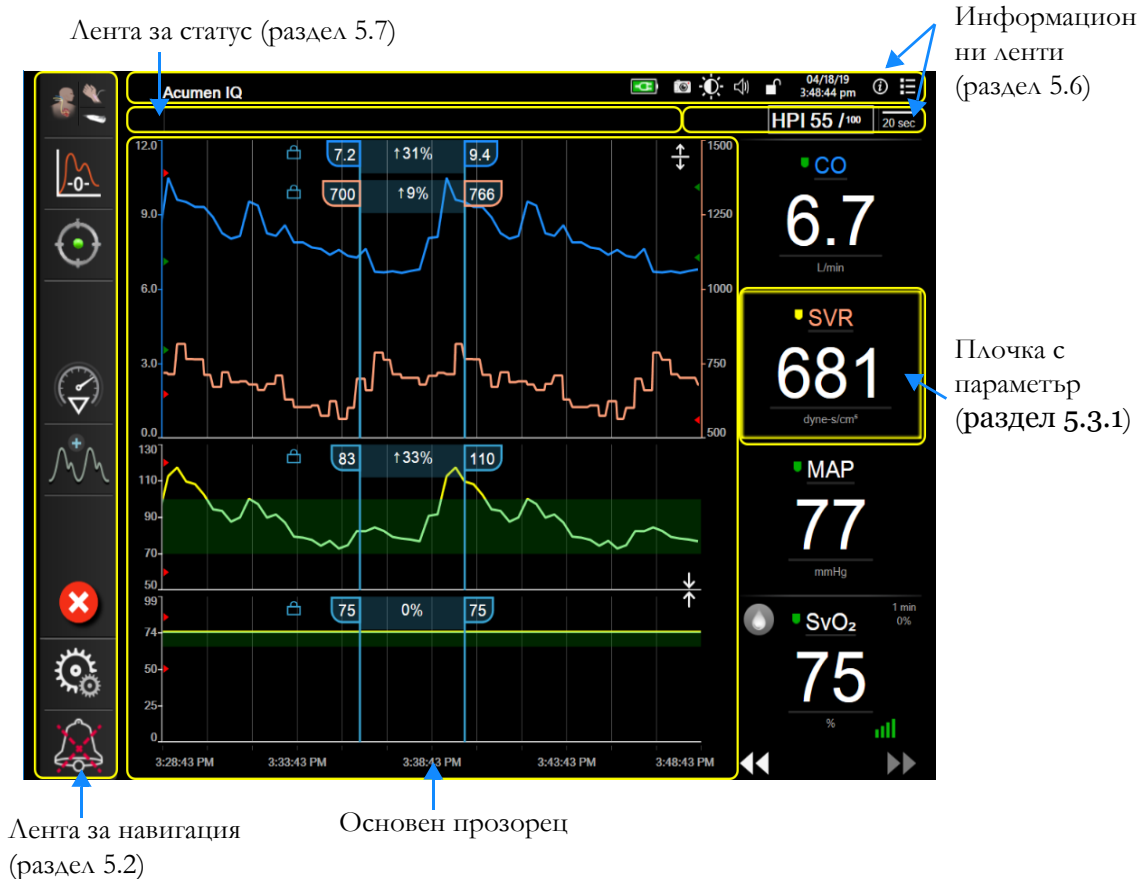 Лента за статус (раздел 5.7)
Информацион
ни ленти
(раздел 5.6)
Acumen IQ
04/18/19
3:48:44 pm
HPI 55 /100
20 sec
12.0
7.2
↑31%
9.4
1500
700
↑9%
766
9.0
1250
6.0
1000
3.0
750
0.0
500
CO
6.7
L/min
SVR
681
dyne-s/cm⁵
Плочка с
параметър
(раздел 5.3.1)
130
83
↑33%
110
110
90
70
50
MAP
77
mmHg
99
75
0%
75
74
50
25
0
1 min
0%
SvO₂
75
%
3:28:43 PM
3:33:43 PM
3:38:43 PM
3:43:43 PM
3:48:43 PM
-0-
Лента за навигация
(раздел 5.2)
Основен прозорец